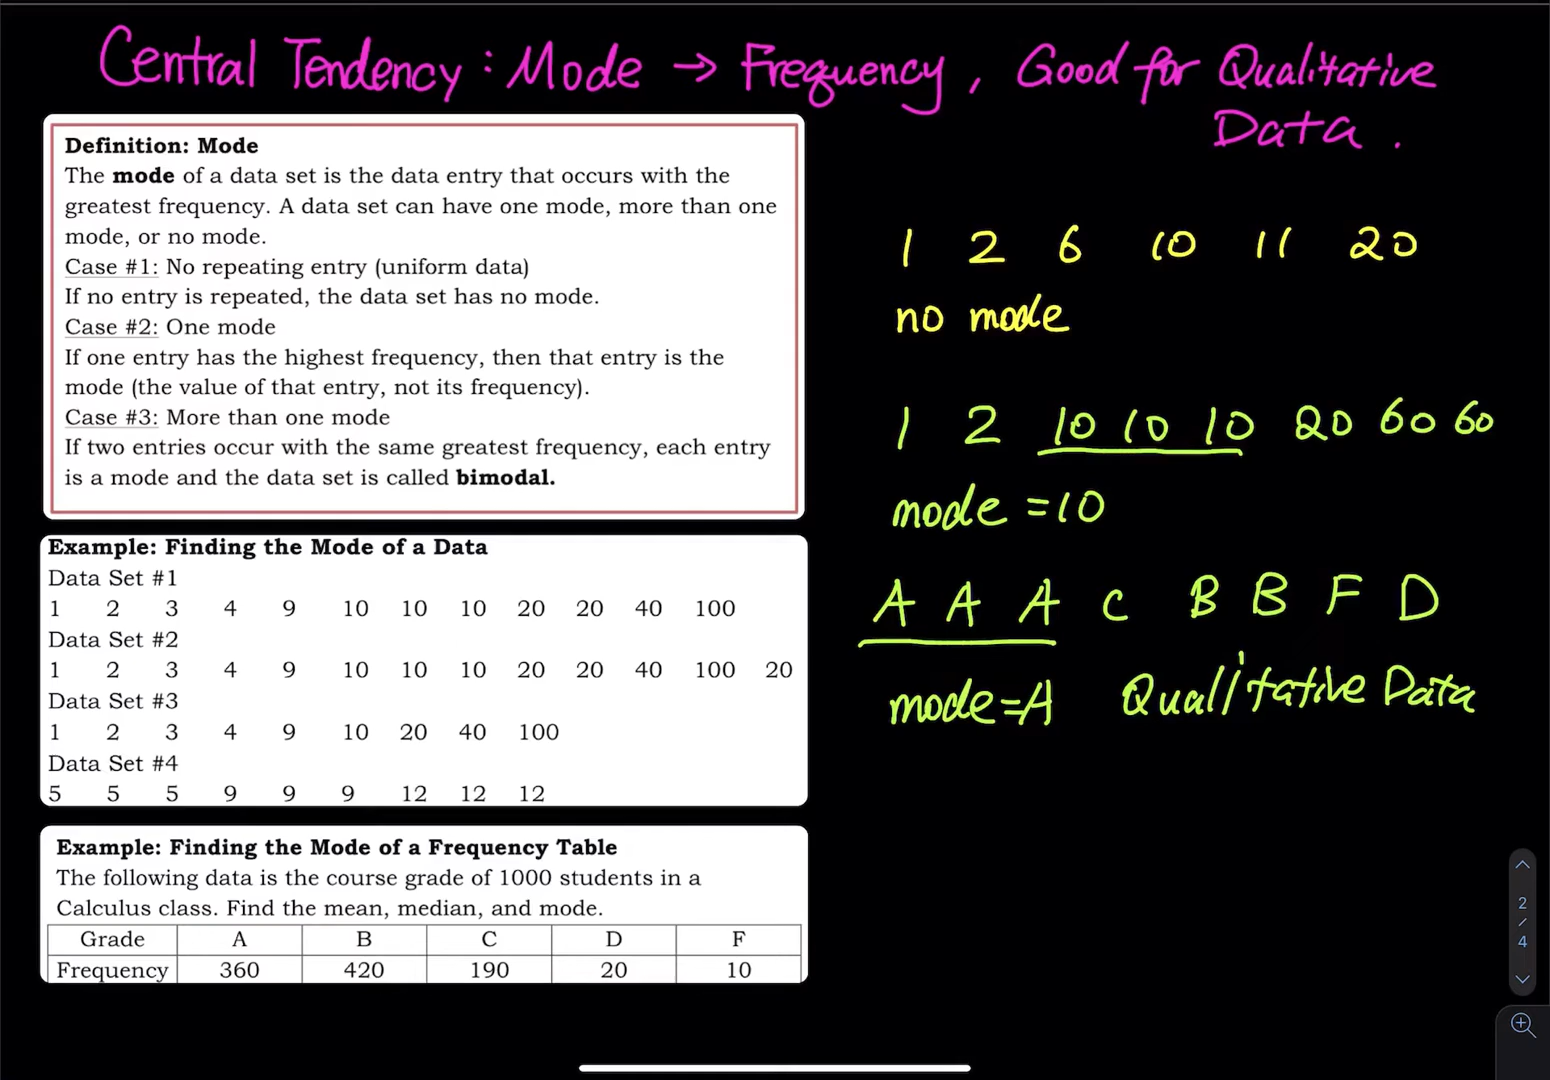 Central Tendency : Mode → Frequency, Good for Qualitative
Data.
Definition: Mode
The mode of a data set is the data entry that occurs with the
greatest frequency. A data set can have one mode, more than one
mode, or no mode.
Case #1: No repeating entry (uniform data)
If no entry is repeated, the data set has no mode.
Case #2: One mode
If one entry has the highest frequency, then that entry is the
mode (the value of that entry, not its frequency).
Case #3: More than one mode
If two entries occur with the same greatest frequency, each entry
is a mode and the data set is called bimodal.
Example: Finding the Mode of a Data
Data Set #1
1 2 3 4 9 10 10 10 20 20 40 100
Data Set #2
1 2 3 4 9 10 10 10 20 20 40 100 20
Data Set #3
1 2 3 4 9 10 20 40 100
Data Set #4
5 5 5 9 9 9 12 12 12
Example: Finding the Mode of a Frequency Table
The following data is the course grade of 1000 students in a
Calculus class. Find the mean, median, and mode.
Grade A B C D F
Frequency 360 420 190 20 10
1 2 6 10 11 20
no mode
1 2 10 10 10 20 60 60
mode = 10
A A A C B B F D
mode = A Qualitative Data
2
/
4